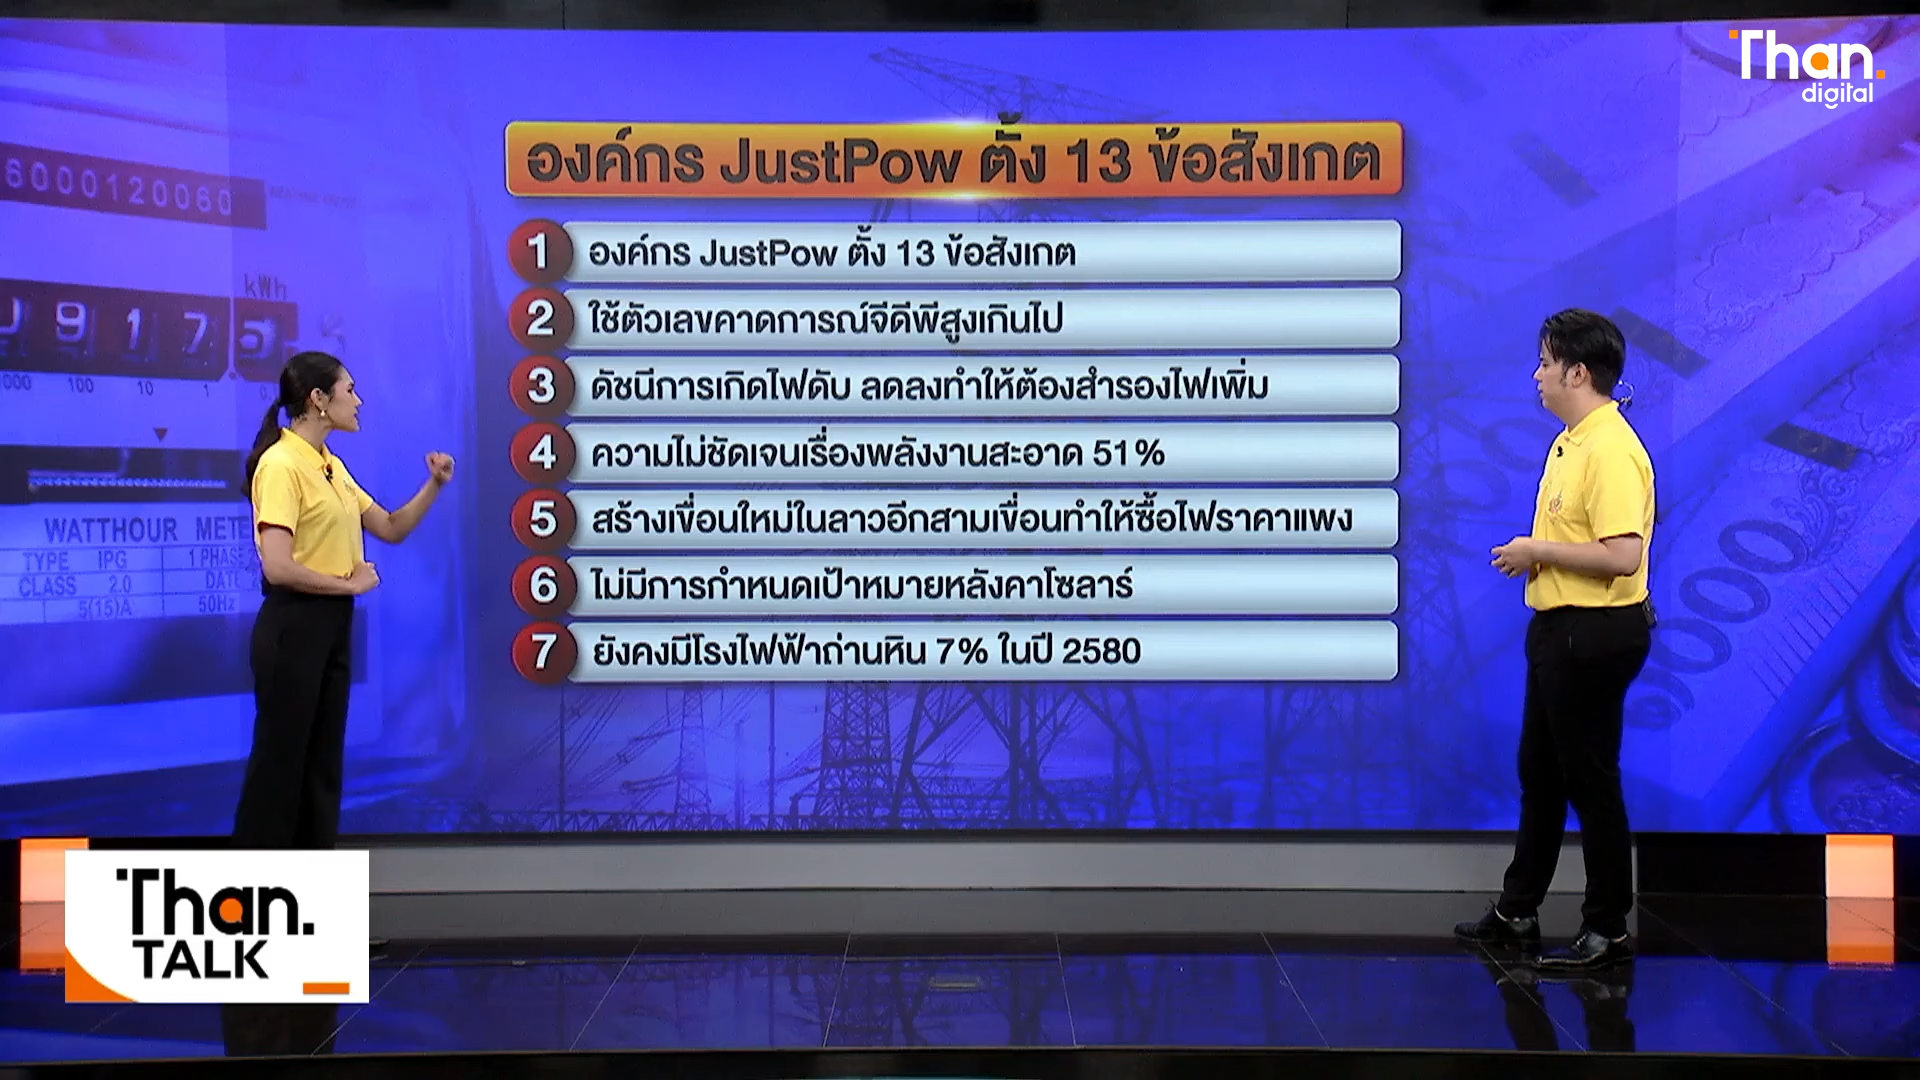 Than.
digital
องค์กร JustPow ตั้ง 13 ข้อสังเกต
1 องค์กร JustPow ตั้ง 13 ข้อสังเกต
2 ใช้ตัวเลขคาดการณ์จีดีพีสูงเกินไป
3 ดัชนีการเกิดไฟดับ ลดลงทำให้ต้องสำรองไฟเพิ่ม
4 ความไม่ชัดเจนเรื่องพลังงานสะอาด 51%
5 สร้างเขื่อนใหม่ในลาวอีกสามเขื่อนทำให้ซื้อไฟราคาแพง
6 ไม่มีการกำหนดเป้าหมายหลังคาโซลาร์
7 ยังคงมีโรงไฟฟ้าถ่านหิน 7% ในปี 2580
6000120060
kWh
9 1 7 5
1000 100 10 1
WATTHOUR METE
TYPE IPG 1 PHASE
CLASS 2.0 DATE
5(15)A 50Hz
Than.
TALK